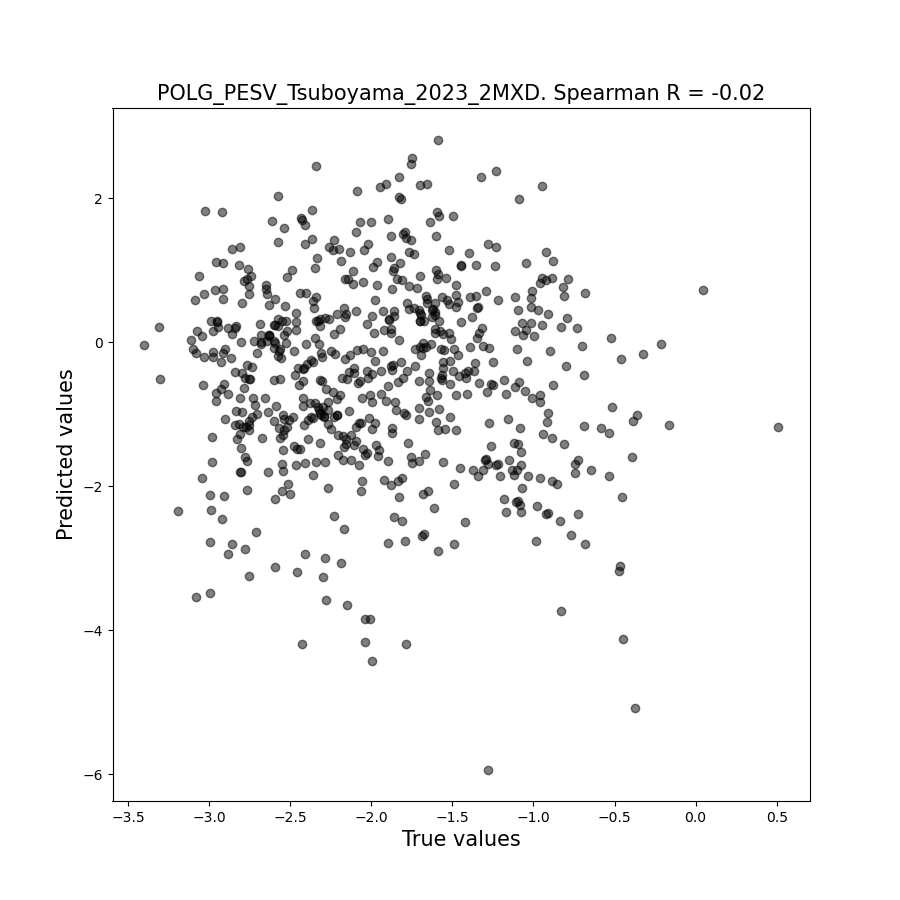 POLG_PESV_Tsuboyama_2023_2MXD. Spearman R = -0.02
Predicted values
2
0
−2
−4
−6
−3.5 −3.0 −2.5 −2.0 −1.5 −1.0 −0.5 0.0 0.5
True values